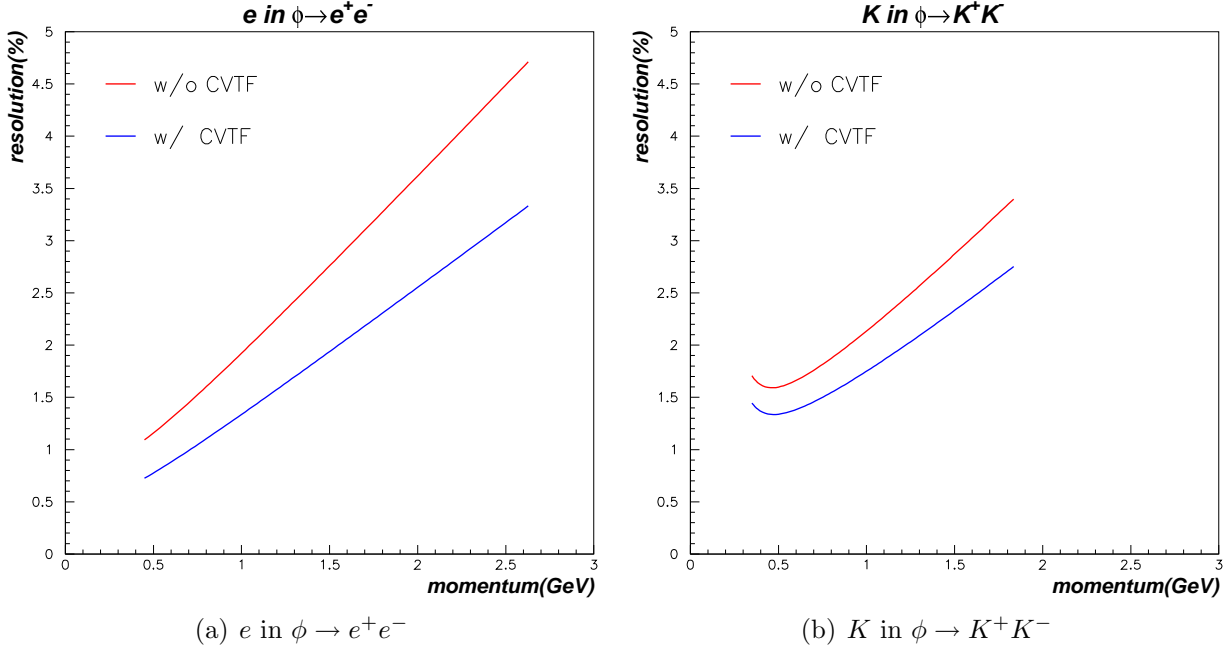 e in ϕ→e⁺e⁻
resolution(%)
5
4.5
4
3.5
3
2.5
2
1.5
1
0.5
0
w/o CVTF
w/ CVTF
0 0.5 1 1.5 2 2.5 3
momentum(GeV)
(a) e in ϕ → e⁺e⁻
K in ϕ→K⁺K⁻
resolution(%)
5
4.5
4
3.5
3
2.5
2
1.5
1
0.5
0
w/o CVTF
w/ CVTF
0 0.5 1 1.5 2 2.5 3
momentum(GeV)
(b) K in ϕ → K⁺K⁻